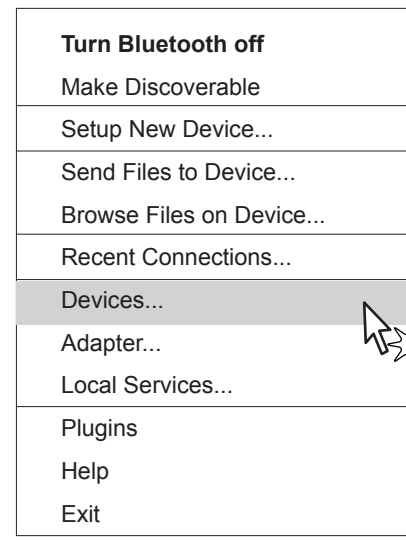 Turn Bluetooth off
Make Discoverable
Setup New Device...
Send Files to Device...
Browse Files on Device...
Recent Connections...
Devices...
Adapter...
Local Services...
Plugins
Help
Exit